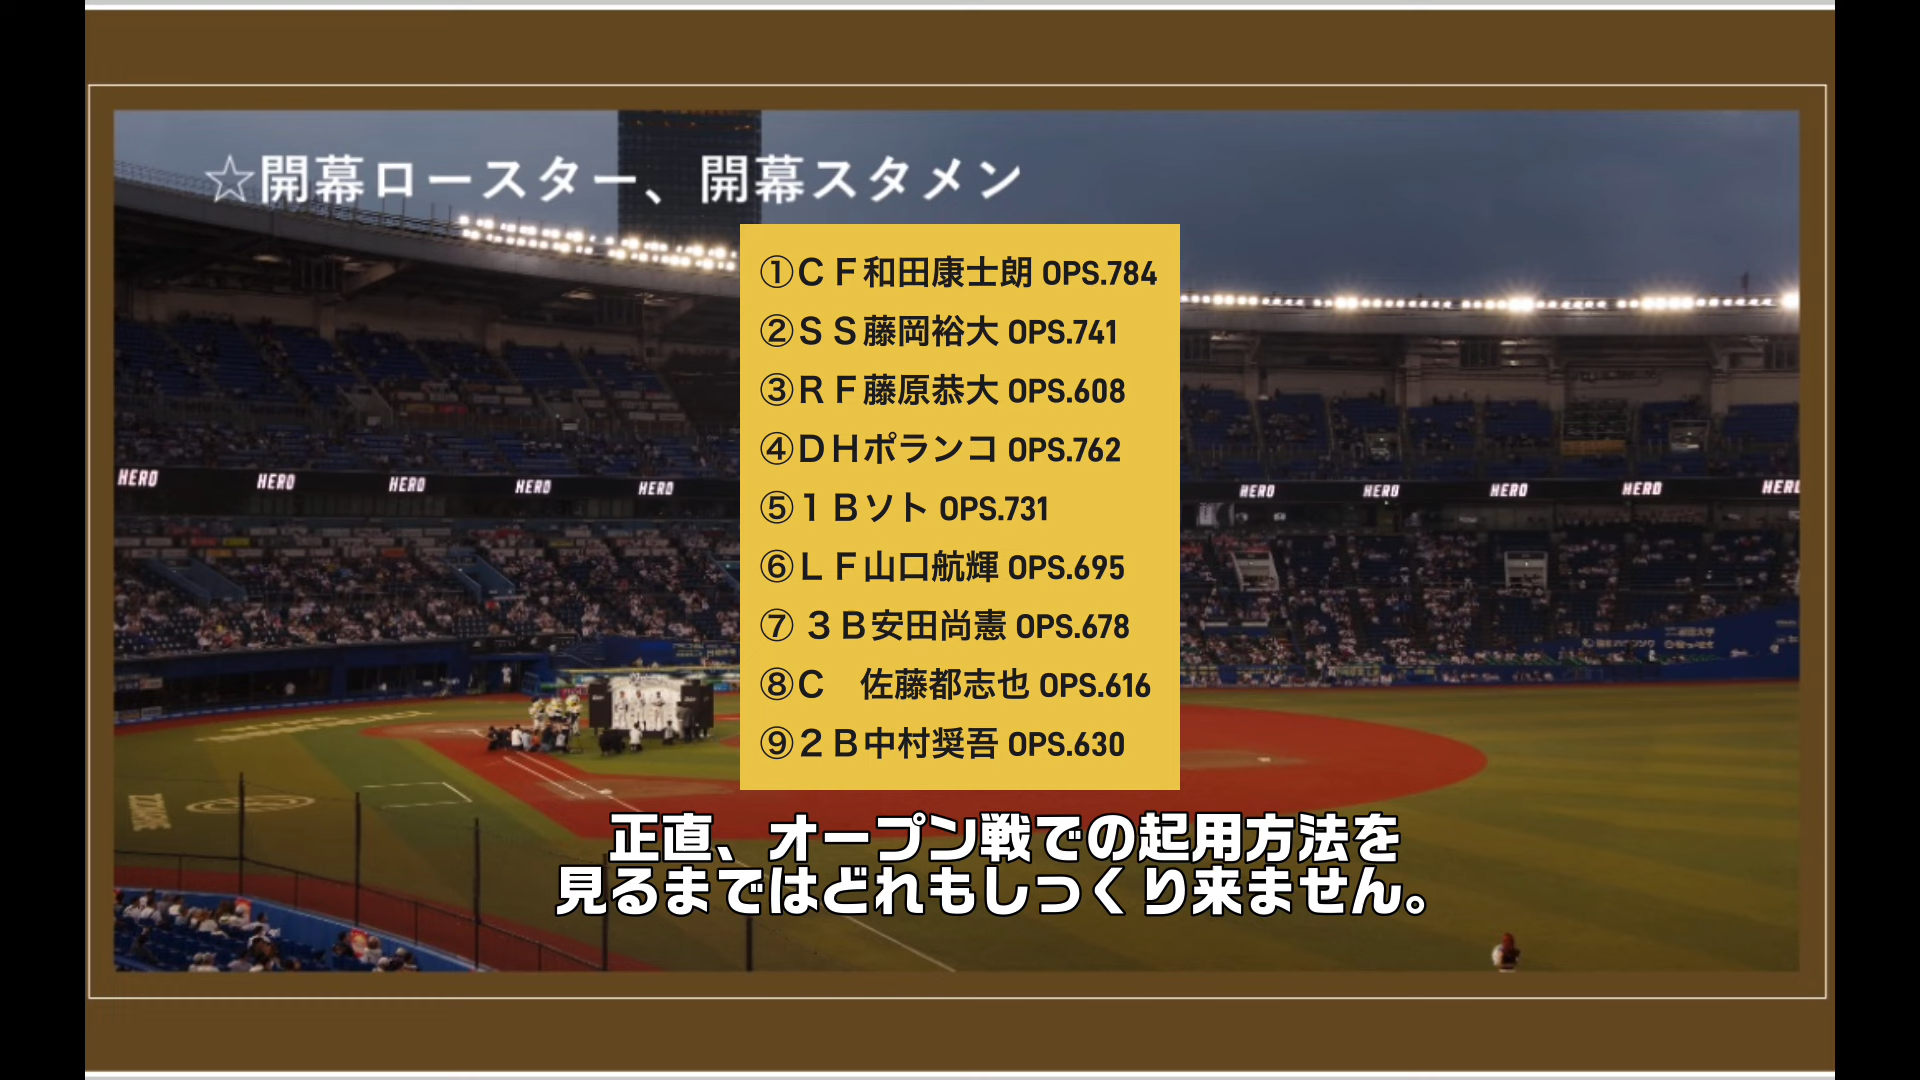 ☆開幕ロースター、開幕スタメン
①ＣＦ和田康士朗 OPS.784
②ＳＳ藤岡裕大 OPS.741
③ＲＦ藤原恭大 OPS.608
④ＤＨポランコ OPS.762
⑤１Ｂソト OPS.731
⑥ＬＦ山口航輝 OPS.695
⑦ ３Ｂ安田尚憲 OPS.678
⑧Ｃ　佐藤都志也 OPS.616
⑨２Ｂ中村奨吾 OPS.630
HERO HERO HERO HERO HERO HERO HERO HERO HERO HERO
正直、オープン戦での起用方法を
見るまではどれもしっくり来ません。